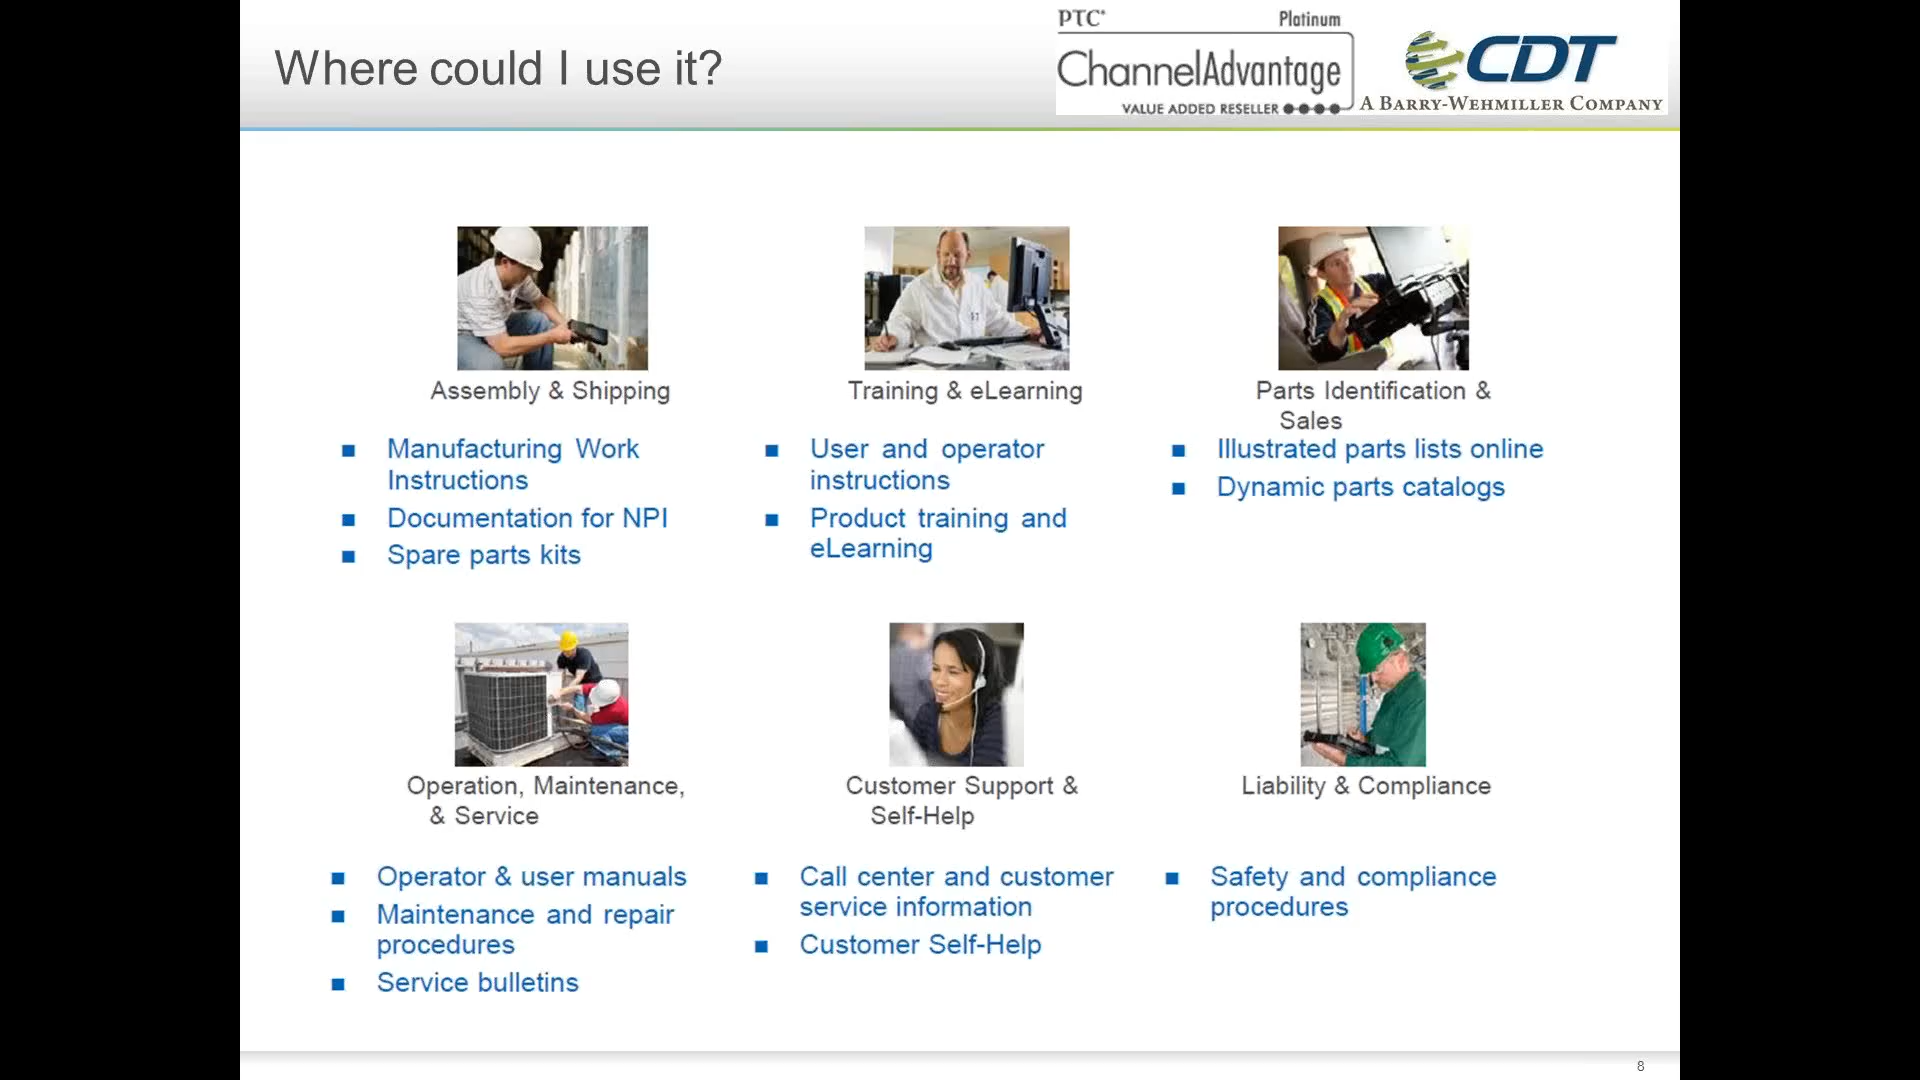 Where could I use it?
PTC® Platinum
ChannelAdvantage
VALUE ADDED RESELLER
CDT
A BARRY-WEHMILLER COMPANY
Assembly & Shipping
Manufacturing Work
Instructions
Documentation for NPI
Spare parts kits
Training & eLearning
User and operator
instructions
Product training and
eLearning
Parts Identification &
Sales
Illustrated parts lists online
Dynamic parts catalogs
Operation, Maintenance,
& Service
Operator & user manuals
Maintenance and repair
procedures
Service bulletins
Customer Support &
Self-Help
Call center and customer
service information
Customer Self-Help
Liability & Compliance
Safety and compliance
procedures
8